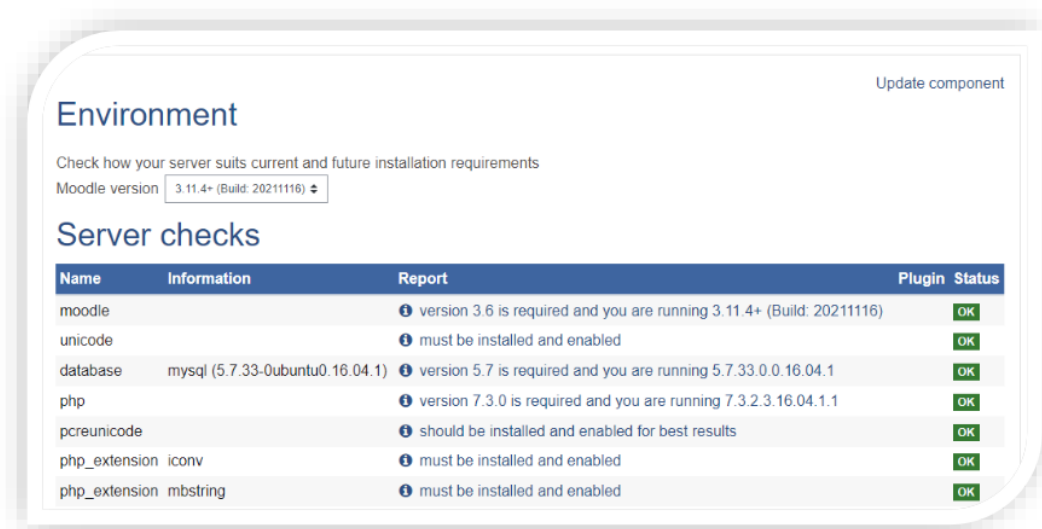 Update component
Environment
Check how your server suits current and future installation requirements
Moodle version 3.11.4+ (Build: 20211116)
Server checks
Name Information Report Plugin Status
moodle version 3.6 is required and you are running 3.11.4+ (Build: 20211116) OK
unicode must be installed and enabled OK
database mysql (5.7.33-0ubuntu0.16.04.1) version 5.7 is required and you are running 5.7.33.0.0.16.04.1 OK
php version 7.3.0 is required and you are running 7.3.2.3.16.04.1.1 OK
pcreunicode should be installed and enabled for best results OK
php_extension iconv must be installed and enabled OK
php_extension mbstring must be installed and enabled OK